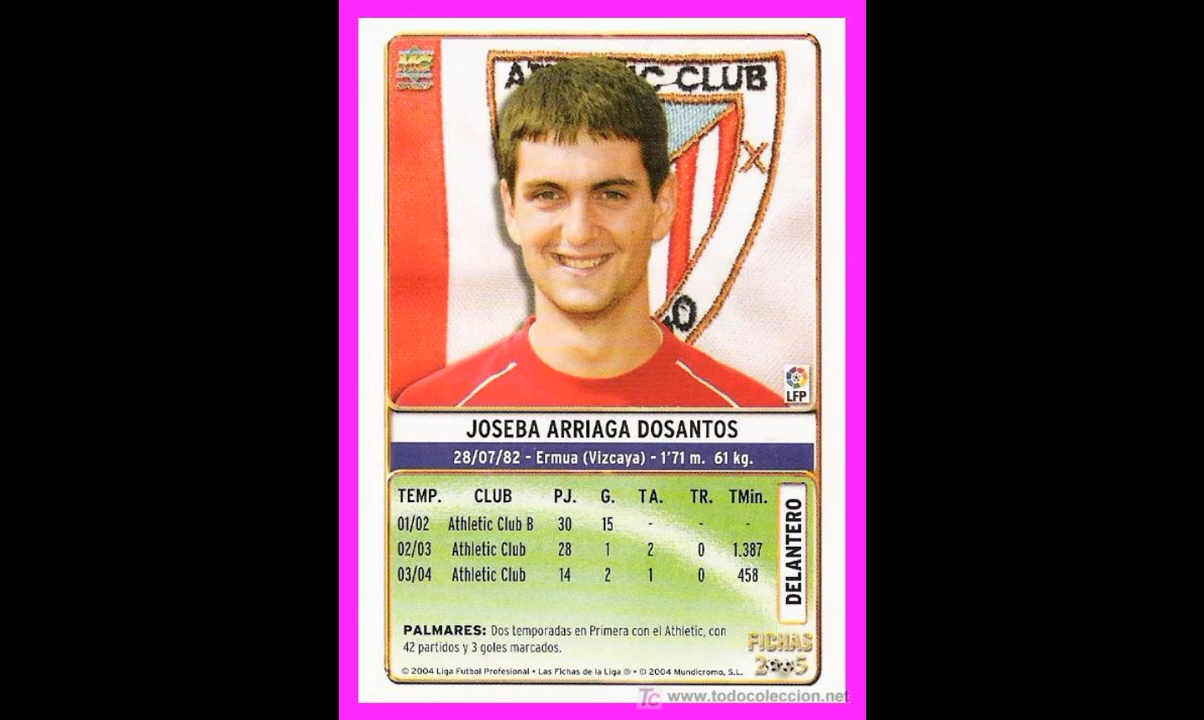 MC
ATHLETIC CLUB
LFP
JOSEBA ARRIAGA DOSANTOS
28/07/82 - Ermua (Vizcaya) - 1'71 m. 61 kg.
TEMP. CLUB PJ. G. TA. TR. TMin.
01/02 Athletic Club B 30 15 - - -
02/03 Athletic Club 28 1 2 0 1.387
03/04 Athletic Club 14 2 1 0 458
DELANTERO
PALMARES: Dos temporadas en Primera con el Athletic, con
42 partidos y 3 goles marcados.
FICHAS
2005
© 2004 Liga Futbol Profesional • Las Fichas de la Liga ® • © 2004 Mundicromo, S.L.
TC www.todocoleccion.net